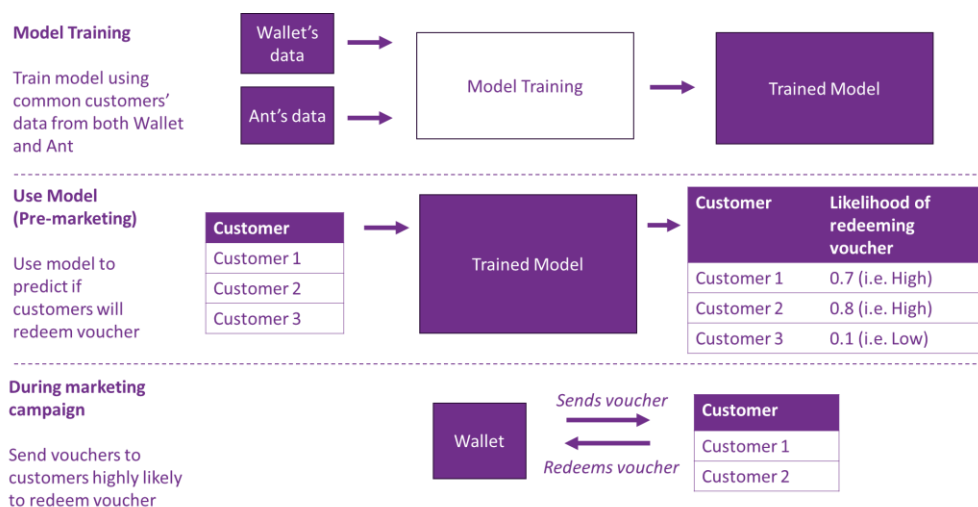 Model Training
Train model using
common customers'
data from both Wallet
and Ant
Wallet's
data
Ant's data
Model Training
Trained Model
Use Model
(Pre-marketing)
Use model to
predict if
customers will
redeem voucher
Customer
Customer 1
Customer 2
Customer 3
Trained Model
Customer Likelihood of
redeeming
voucher
Customer 1 0.7 (i.e. High)
Customer 2 0.8 (i.e. High)
Customer 3 0.1 (i.e. Low)
During marketing
campaign
Send vouchers to
customers highly likely
to redeem voucher
Wallet
Sends voucher
Redeems voucher
Customer
Customer 1
Customer 2